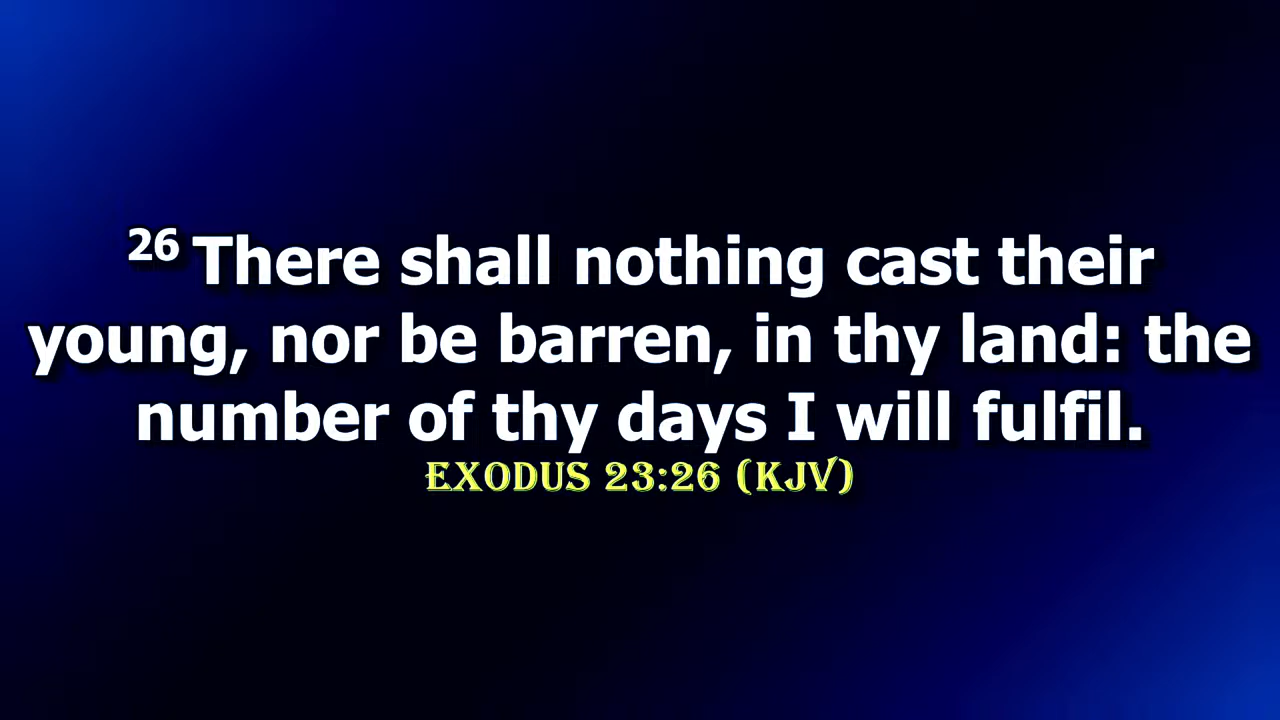 26 There shall nothing cast their
young, nor be barren, in thy land: the
number of thy days I will fulfil.
EXODUS 23:26 (KJV)